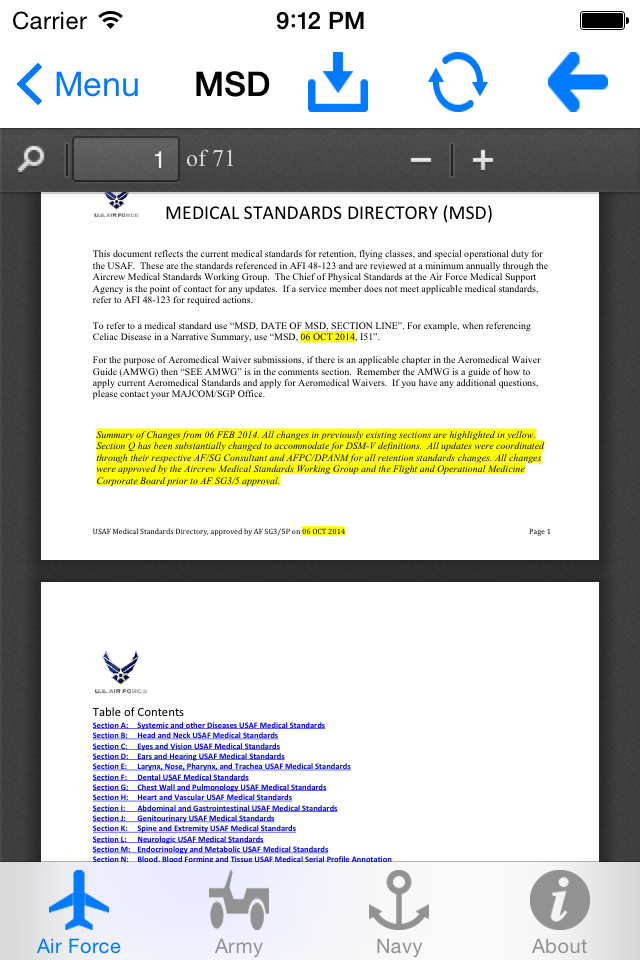 Carrier 9:12 PM
Menu MSD
1 of 71
U.S. AIR FORCE
MEDICAL STANDARDS DIRECTORY (MSD)
This document reflects the current medical standards for retention, flying classes, and special operational duty for
the USAF. These are the standards referenced in AFI 48-123 and are reviewed at a minimum annually through the
Aircrew Medical Standards Working Group. The Chief of Physical Standards at the Air Force Medical Support
Agency is the point of contact for any updates. If a service member does not meet applicable medical standards,
refer to AFI 48-123 for required actions.
To refer to a medical standard use “MSD, DATE OF MSD, SECTION LINE”. For example, when referencing
Celiac Disease in a Narrative Summary, use “MSD, 06 OCT 2014, I51”.
For the purpose of Aeromedical Waiver submissions, if there is an applicable chapter in the Aeromedical Waiver
Guide (AMWG) then “SEE AMWG” is in the comments section. Remember the AMWG is a guide of how to
apply current Aeromedical Standards and apply for Aeromedical Waivers. If you have any additional questions,
please contact your MAJCOM/SGP Office.
Summary of Changes from 06 FEB 2014. All changes in previously existing sections are highlighted in yellow.
Section Q has been substantially changed to accommodate for DSM-V definitions. All updates were coordinated
through their respective AF/SG Consultant and AFPC/DPANM for all retention standards changes. All changes
were approved by the Aircrew Medical Standards Working Group and the Flight and Operational Medicine
Corporate Board prior to AF SG3/5 approval.
USAF Medical Standards Directory, approved by AF SG3/5P on 06 OCT 2014 Page 1
U.S. AIR FORCE
Table of Contents
Section A: Systemic and other Diseases USAF Medical Standards
Section B: Head and Neck USAF Medical Standards
Section C: Eyes and Vision USAF Medical Standards
Section D: Ears and Hearing USAF Medical Standards
Section E: Larynx, Nose, Pharynx, and Trachea USAF Medical Standards
Section F: Dental USAF Medical Standards
Section G: Chest Wall and Pulmonology USAF Medical Standards
Section H: Heart and Vascular USAF Medical Standards
Section I: Abdominal and Gastrointestinal USAF Medical Standards
Section J: Genitourinary USAF Medical Standards
Section K: Spine and Extremity USAF Medical Standards
Section L: Neurologic USAF Medical Standards
Section M: Endocrinology and Metabolic USAF Medical Standards
Section N: Blood, Blood Forming and Tissue USAF Medical Serial Profile Annotation
Air Force Army Navy About